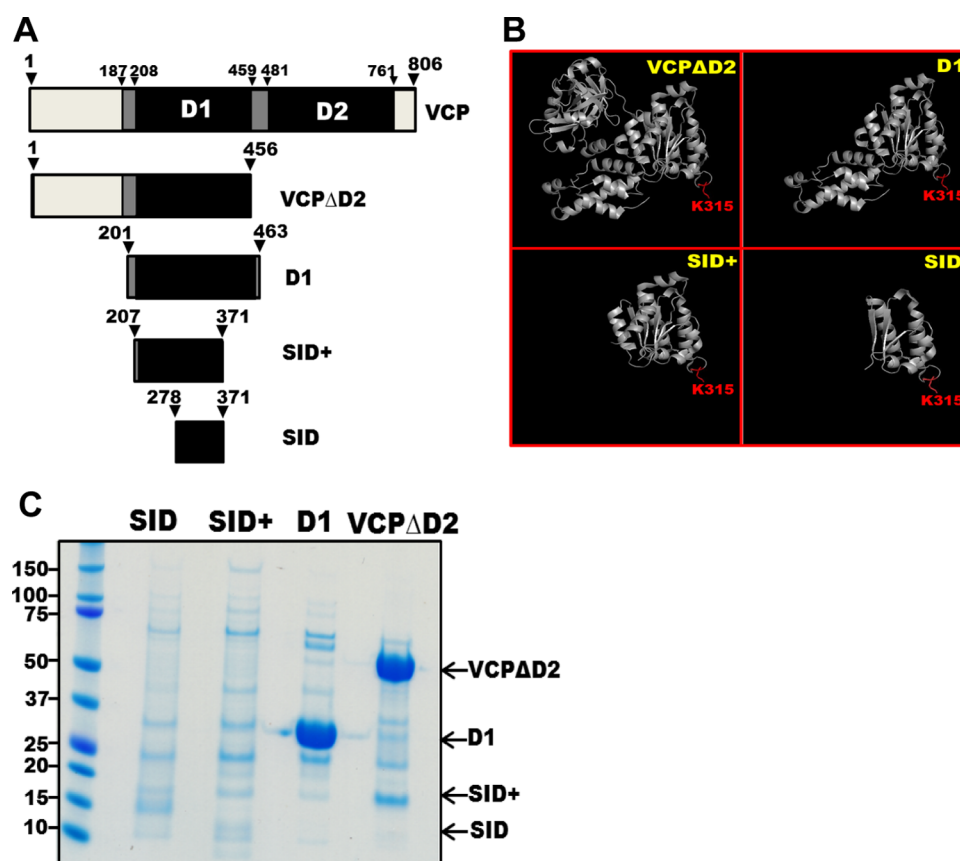 A
1 187 208 459 481 761 806
D1 D2 VCP
1 456
VCPΔD2
201 463
D1
207 371
SID+
278 371
SID
B
VCPΔD2
K315
D1
K315
SID+
K315
SID
K315
C
SID SID+ D1 VCPΔD2
150
100
75
50
37
25
20
15
10
VCPΔD2
D1
SID+
SID